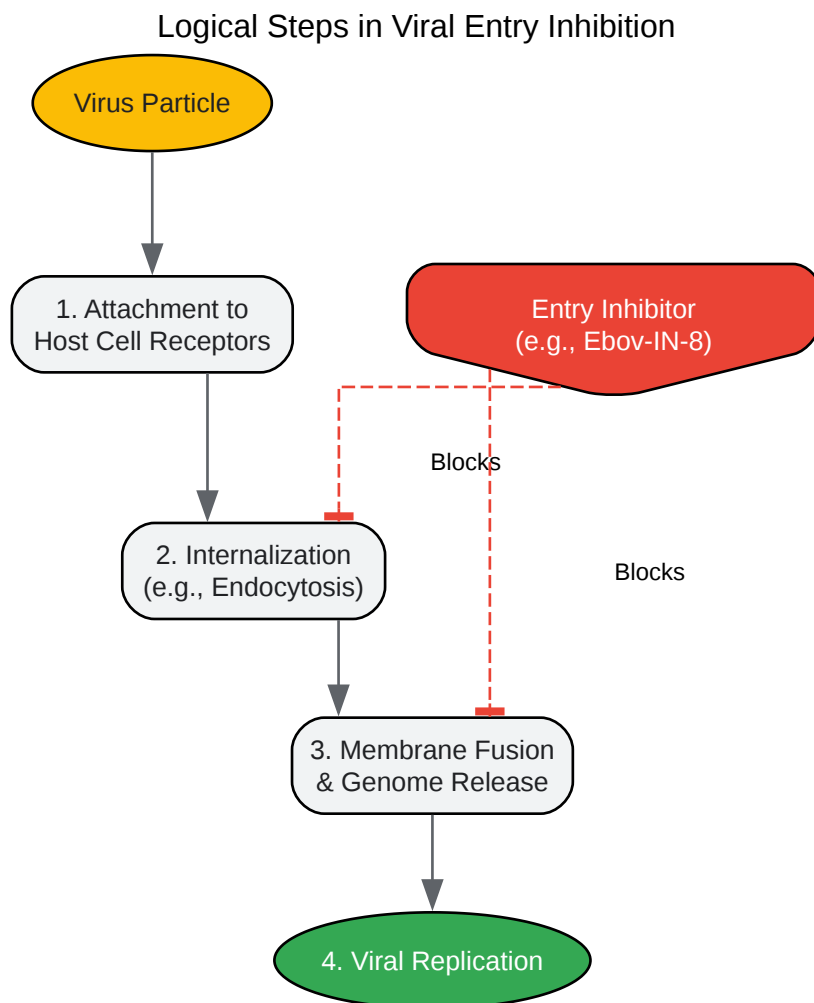 Logical Steps in Viral Entry Inhibition
Virus Particle
1. Attachment to
Host Cell Receptors
Entry Inhibitor
(e.g., Ebov-IN-8)
Blocks
2. Internalization
(e.g., Endocytosis)
Blocks
3. Membrane Fusion
& Genome Release
4. Viral Replication